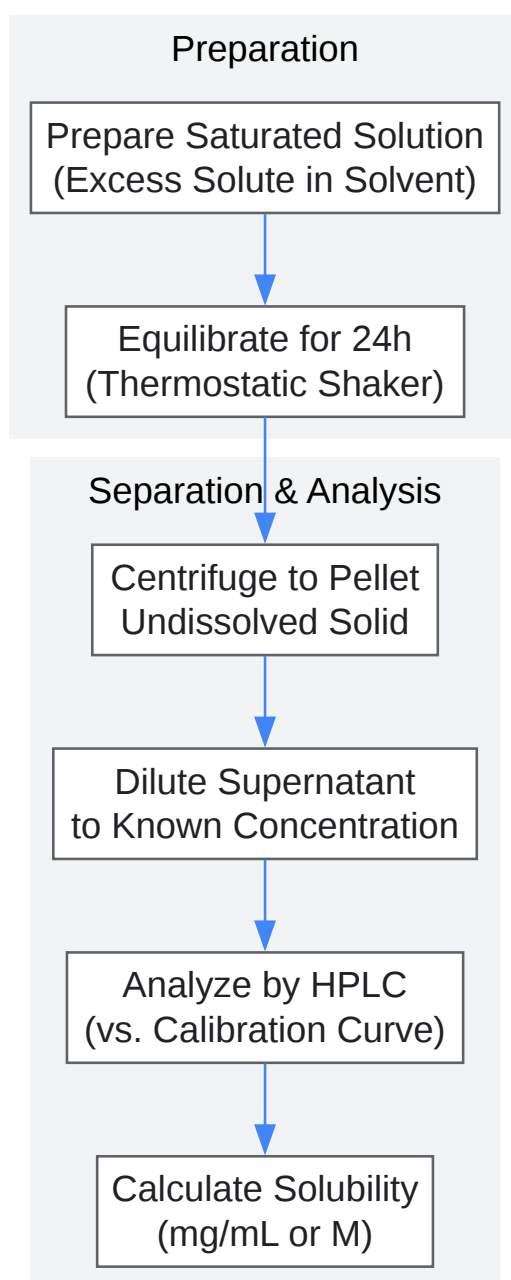 Preparation
Prepare Saturated Solution
(Excess Solute in Solvent)
Equilibrate for 24h
(Thermostatic Shaker)
Separation & Analysis
Centrifuge to Pellet
Undissolved Solid
Dilute Supernatant
to Known Concentration
Analyze by HPLC
(vs. Calibration Curve)
Calculate Solubility
(mg/mL or M)